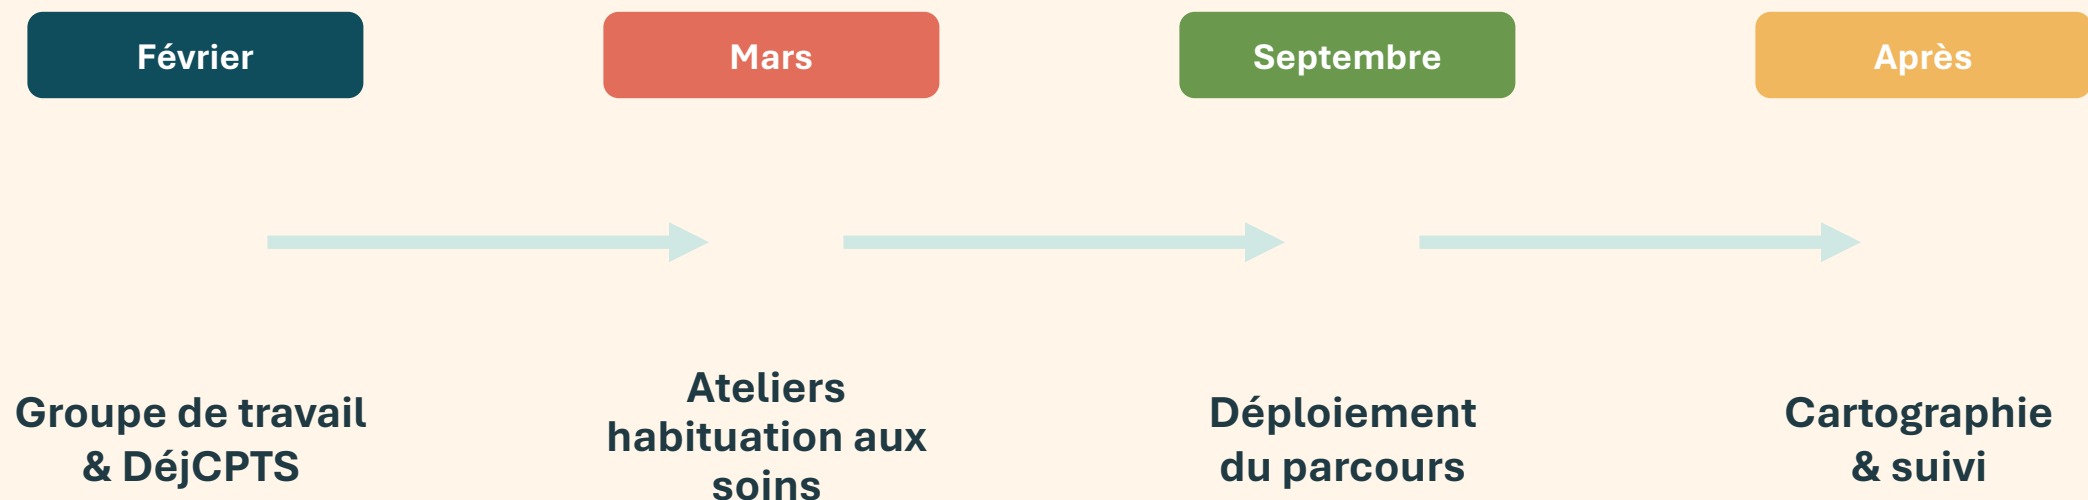 Février
Mars
Septembre
Après
Groupe de travail
& DéjCPTS
Ateliers
habituation aux
soins
Déploiement
du parcours
Cartographie
& suivi